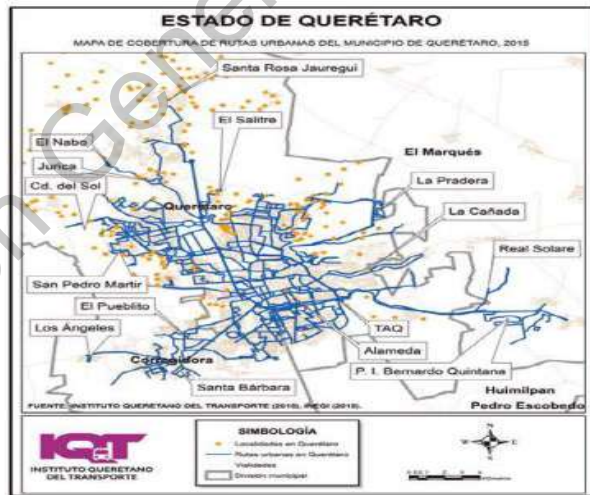 ESTADO DE QUERÉTARO
MAPA DE COBERTURA DE RUTAS URBANAS DEL MUNICIPIO DE QUERÉTARO, 2015
Santa Rosa Jauregui
El Salitre
El Nabo
Jurica
Cd. del Sol
El Marqués
La Pradera
Querétaro
La Cañada
Real Solare
San Pedro Martir
El Pueblito
Los Ángeles
TAQ
Corregidora
Alameda
P. I. Bernardo Quintana
Santa Bárbara
Huimilpan
Pedro Escobedo
FUENTE: INSTITUTO QUERETANO DEL TRANSPORTE (2015), INEGI (2015).
IQT
INSTITUTO QUERETANO
DEL TRANSPORTE
SIMBOLOGÍA
Localidades en Querétaro
Rutas urbanas en Querétaro
Vialidades
División municipal
N
W E
S